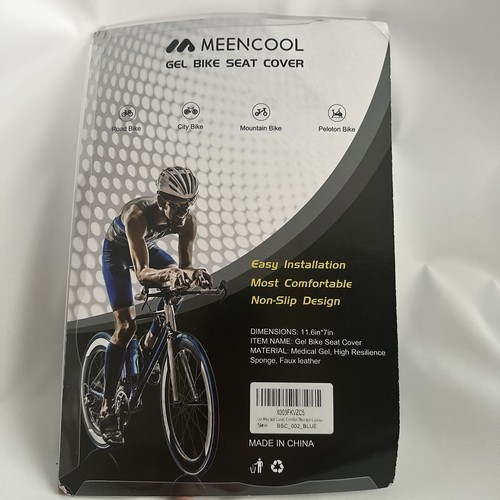 MEENCOOL
GEL BIKE SEAT COVER
Road Bike
City Bike
Mountain Bike
Peloton Bike
Easy Installation
Most Comfortable
Non-Slip Design
DIMENSIONS: 11.6in*7in
ITEM NAME: Gel Bike Seat Cover
MATERIAL: Medical Gel, High Resilience
Sponge, Faux leather
New BSC_002_BLUE
MADE IN CHINA